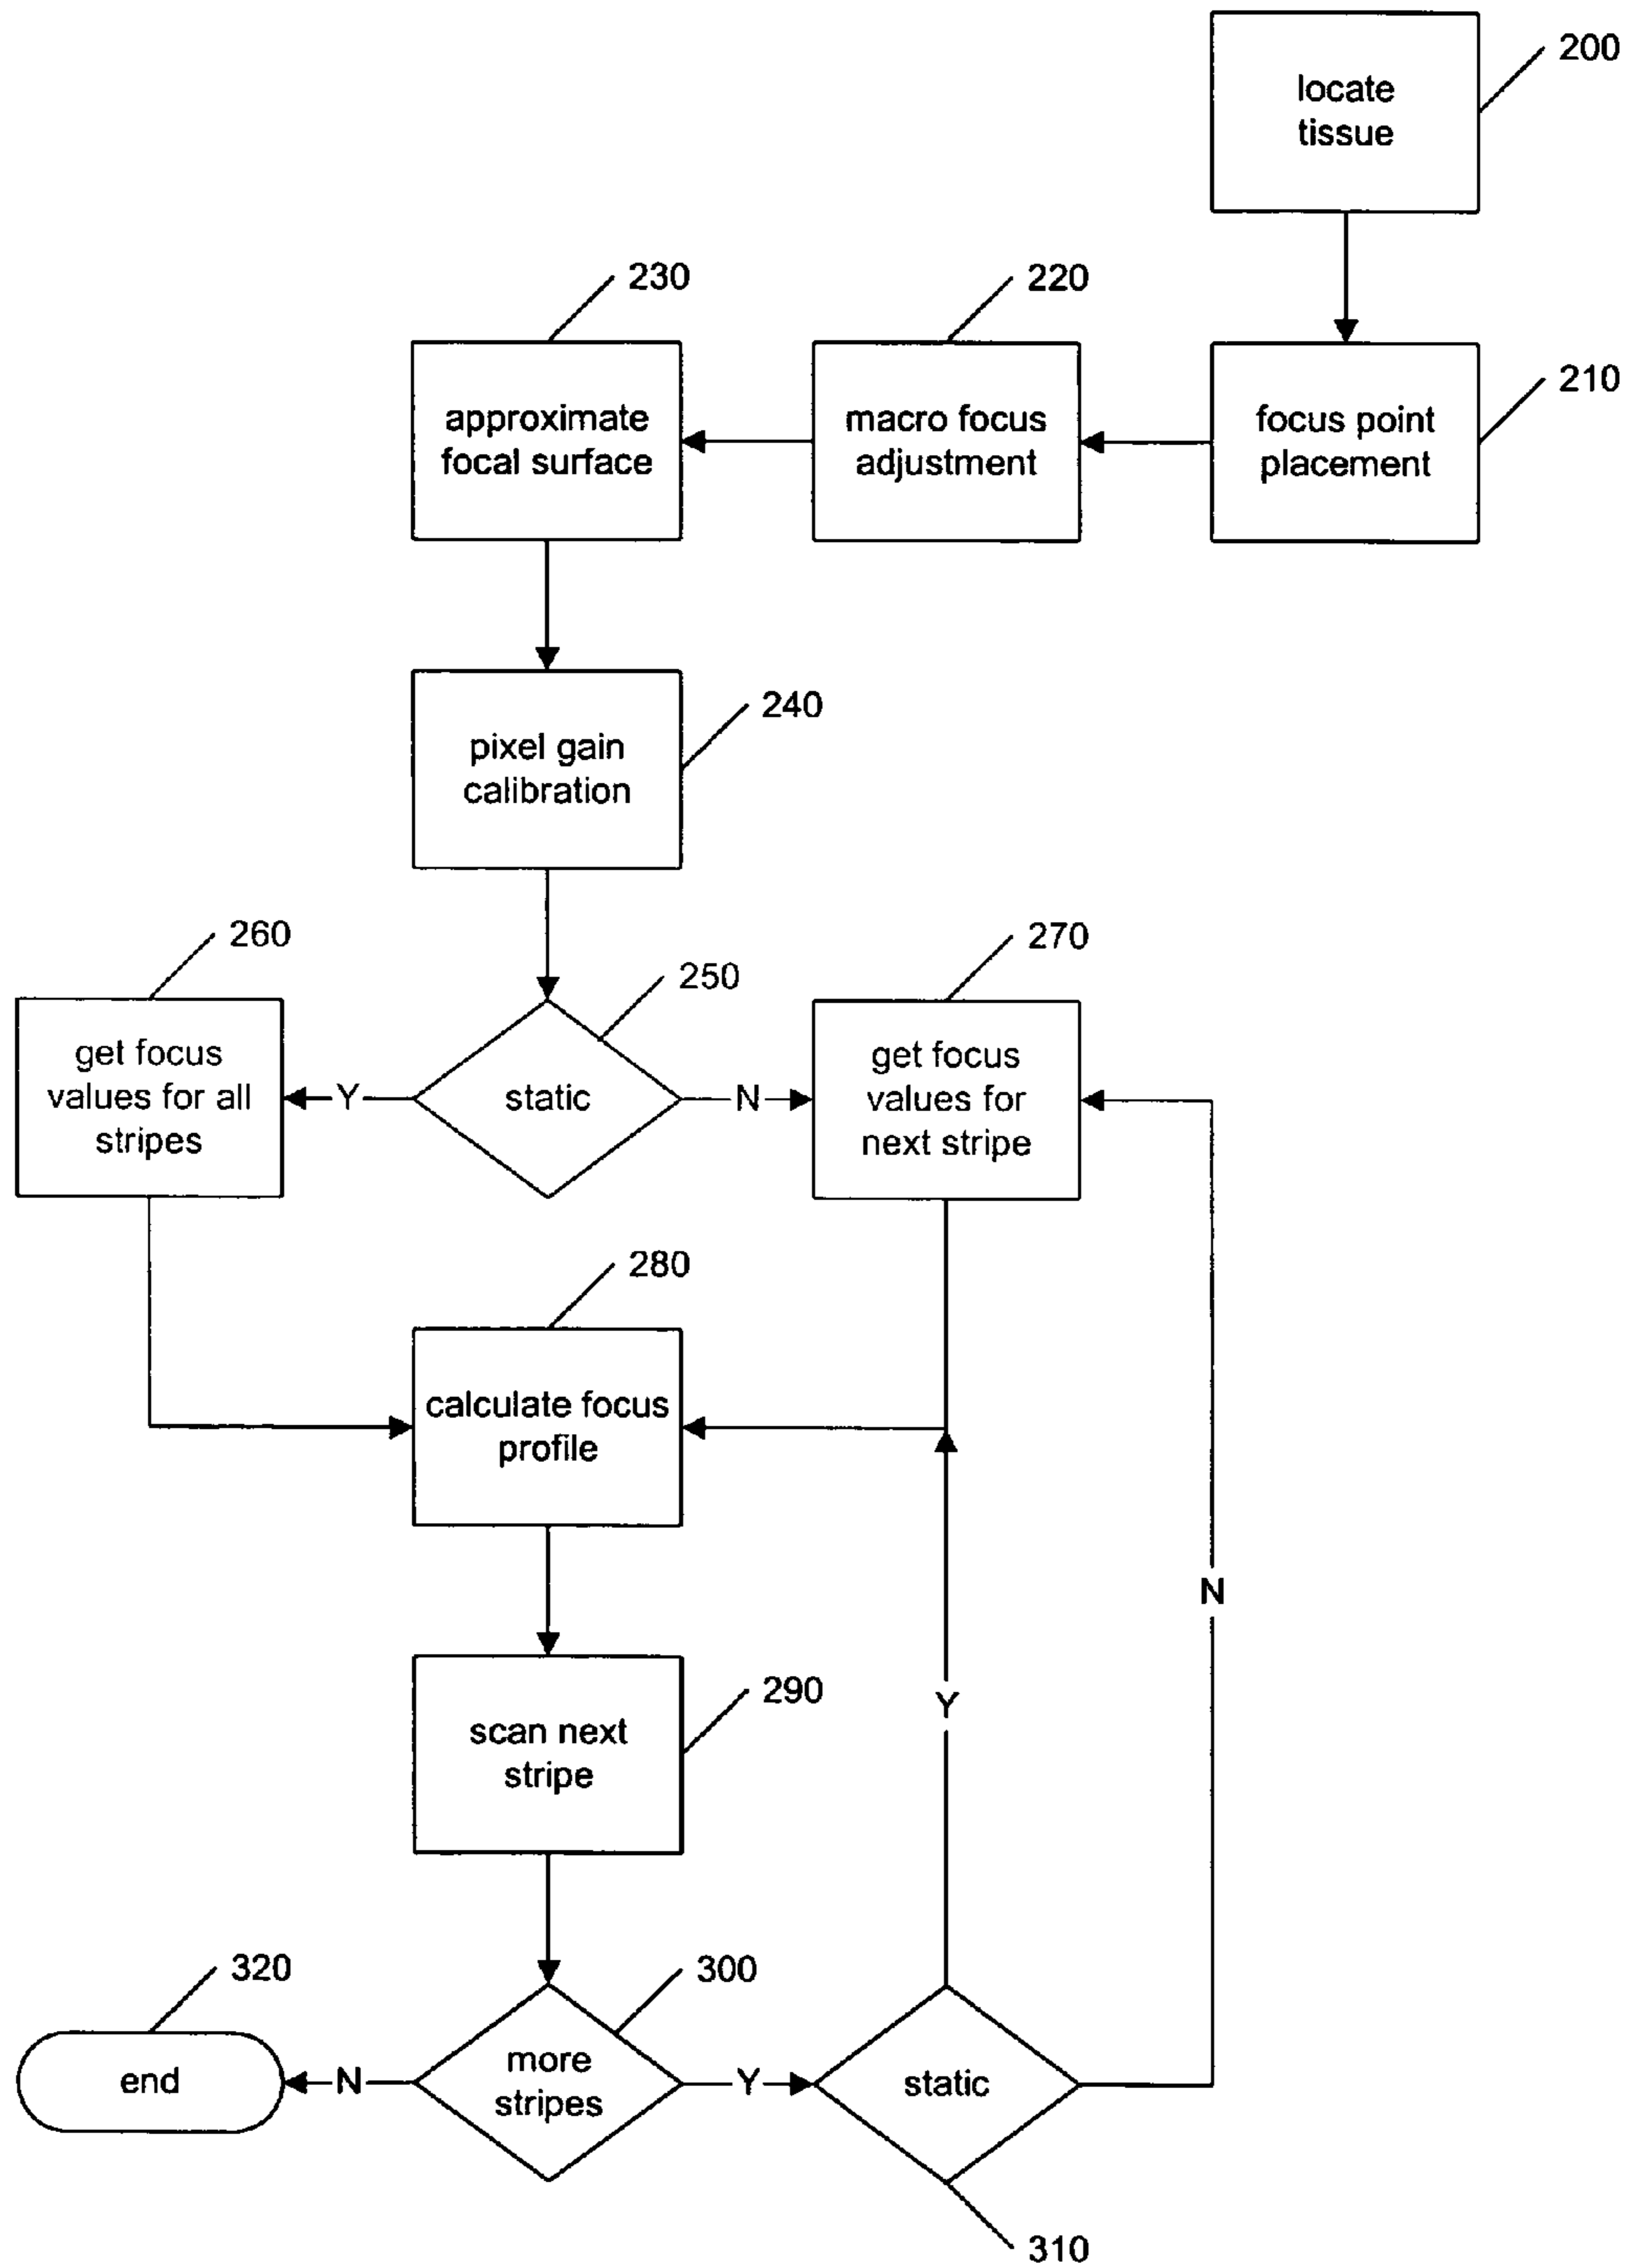 200
locate
tissue
230
220
210
approximate
focal surface
macro focus
adjustment
focus point
placement
240
pixel gain
calibration
260
250
270
get focus
values for all
stripes
Y
static
N
get focus
values for
next stripe
280
calculate focus
profile
N
290
Y
scan next
stripe
320
300
end
N
more
stripes
Y
static
310